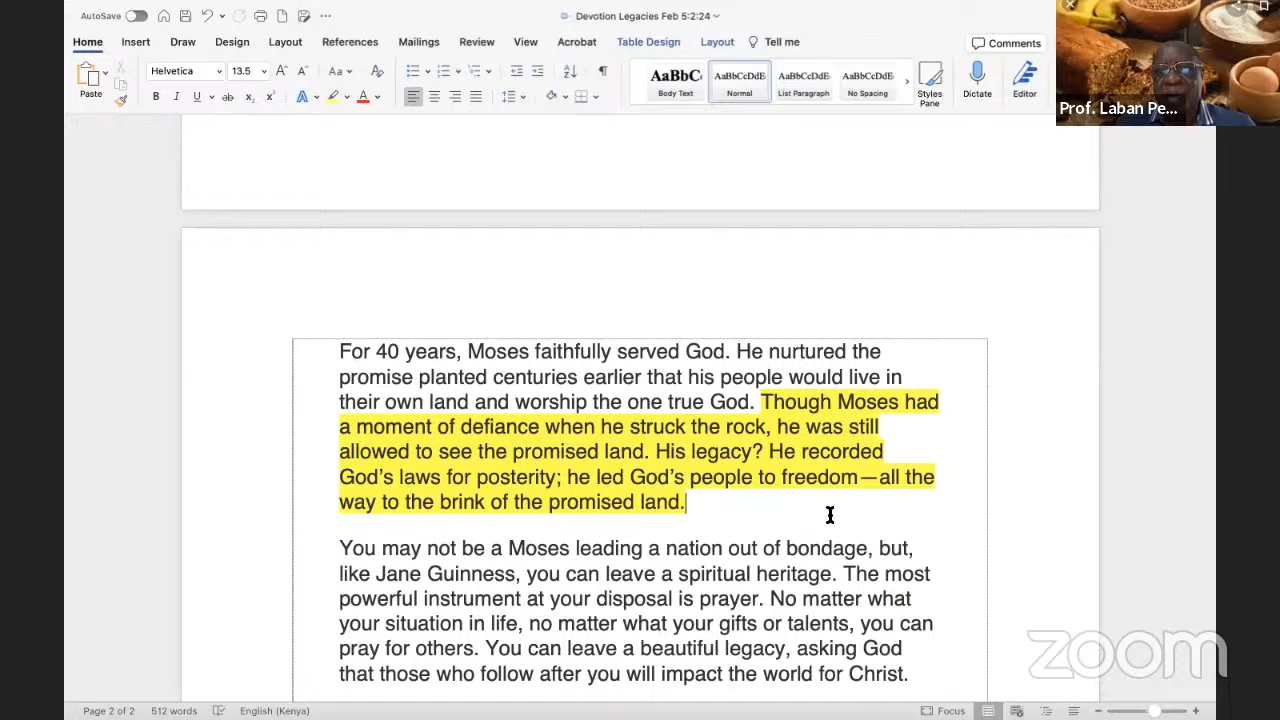 AutoSave
Devotion Legacies Feb 5:2:24
Home Insert Draw Design Layout References Mailings Review View Acrobat Table Design Layout Tell me
Comments
Paste
Helvetica 13.5
AaBbC AaBbCcDdE AaBbCcDdE AaBbCcDdE
Body Text Normal List Paragraph No Spacing
Styles
Pane
Dictate
Editor
Prof. Laban Pe...
For 40 years, Moses faithfully served God. He nurtured the
promise planted centuries earlier that his people would live in
their own land and worship the one true God. Though Moses had
a moment of defiance when he struck the rock, he was still
allowed to see the promised land. His legacy? He recorded
God’s laws for posterity; he led God’s people to freedom—all the
way to the brink of the promised land.
You may not be a Moses leading a nation out of bondage, but,
like Jane Guinness, you can leave a spiritual heritage. The most
powerful instrument at your disposal is prayer. No matter what
your situation in life, no matter what your gifts or talents, you can
pray for others. You can leave a beautiful legacy, asking God
that those who follow after you will impact the world for Christ.
zoom
Page 2 of 2 512 words English (Kenya) Focus